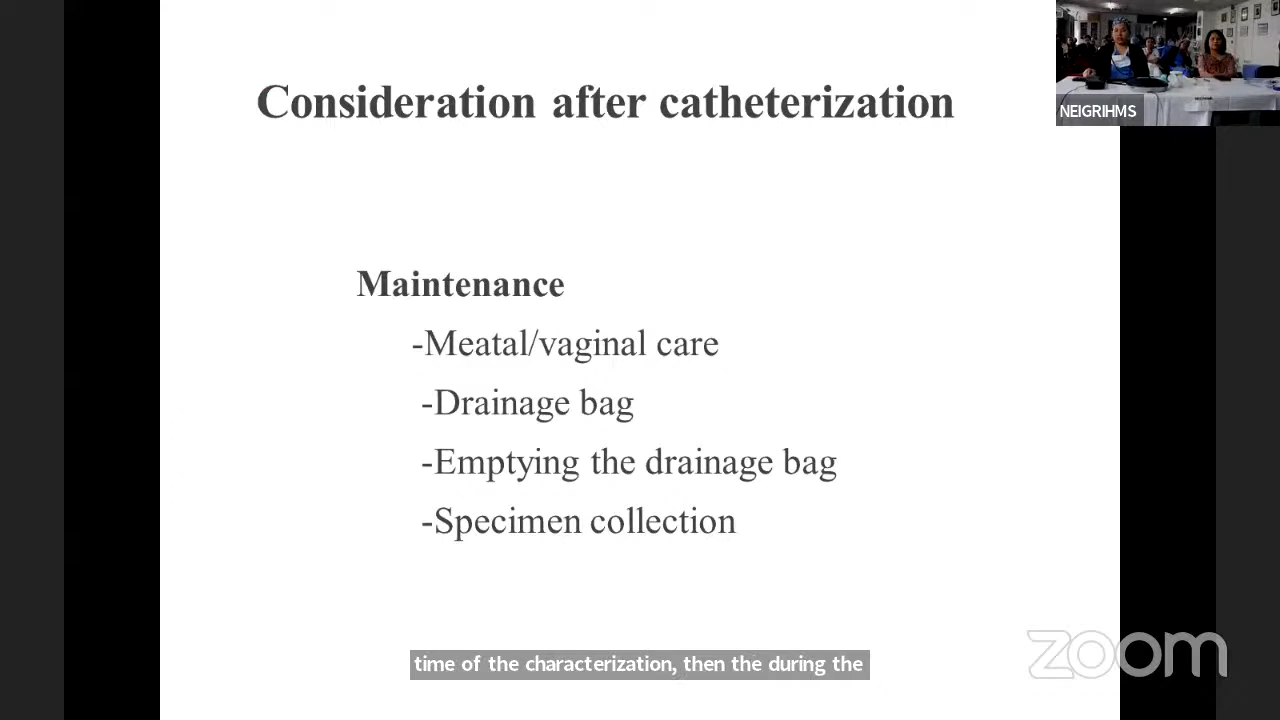 Consideration after catheterization
NEIGRIHMS
Maintenance
-Meatal/vaginal care
-Drainage bag
-Emptying the drainage bag
-Specimen collection
zoom
time of the characterization, then the during the